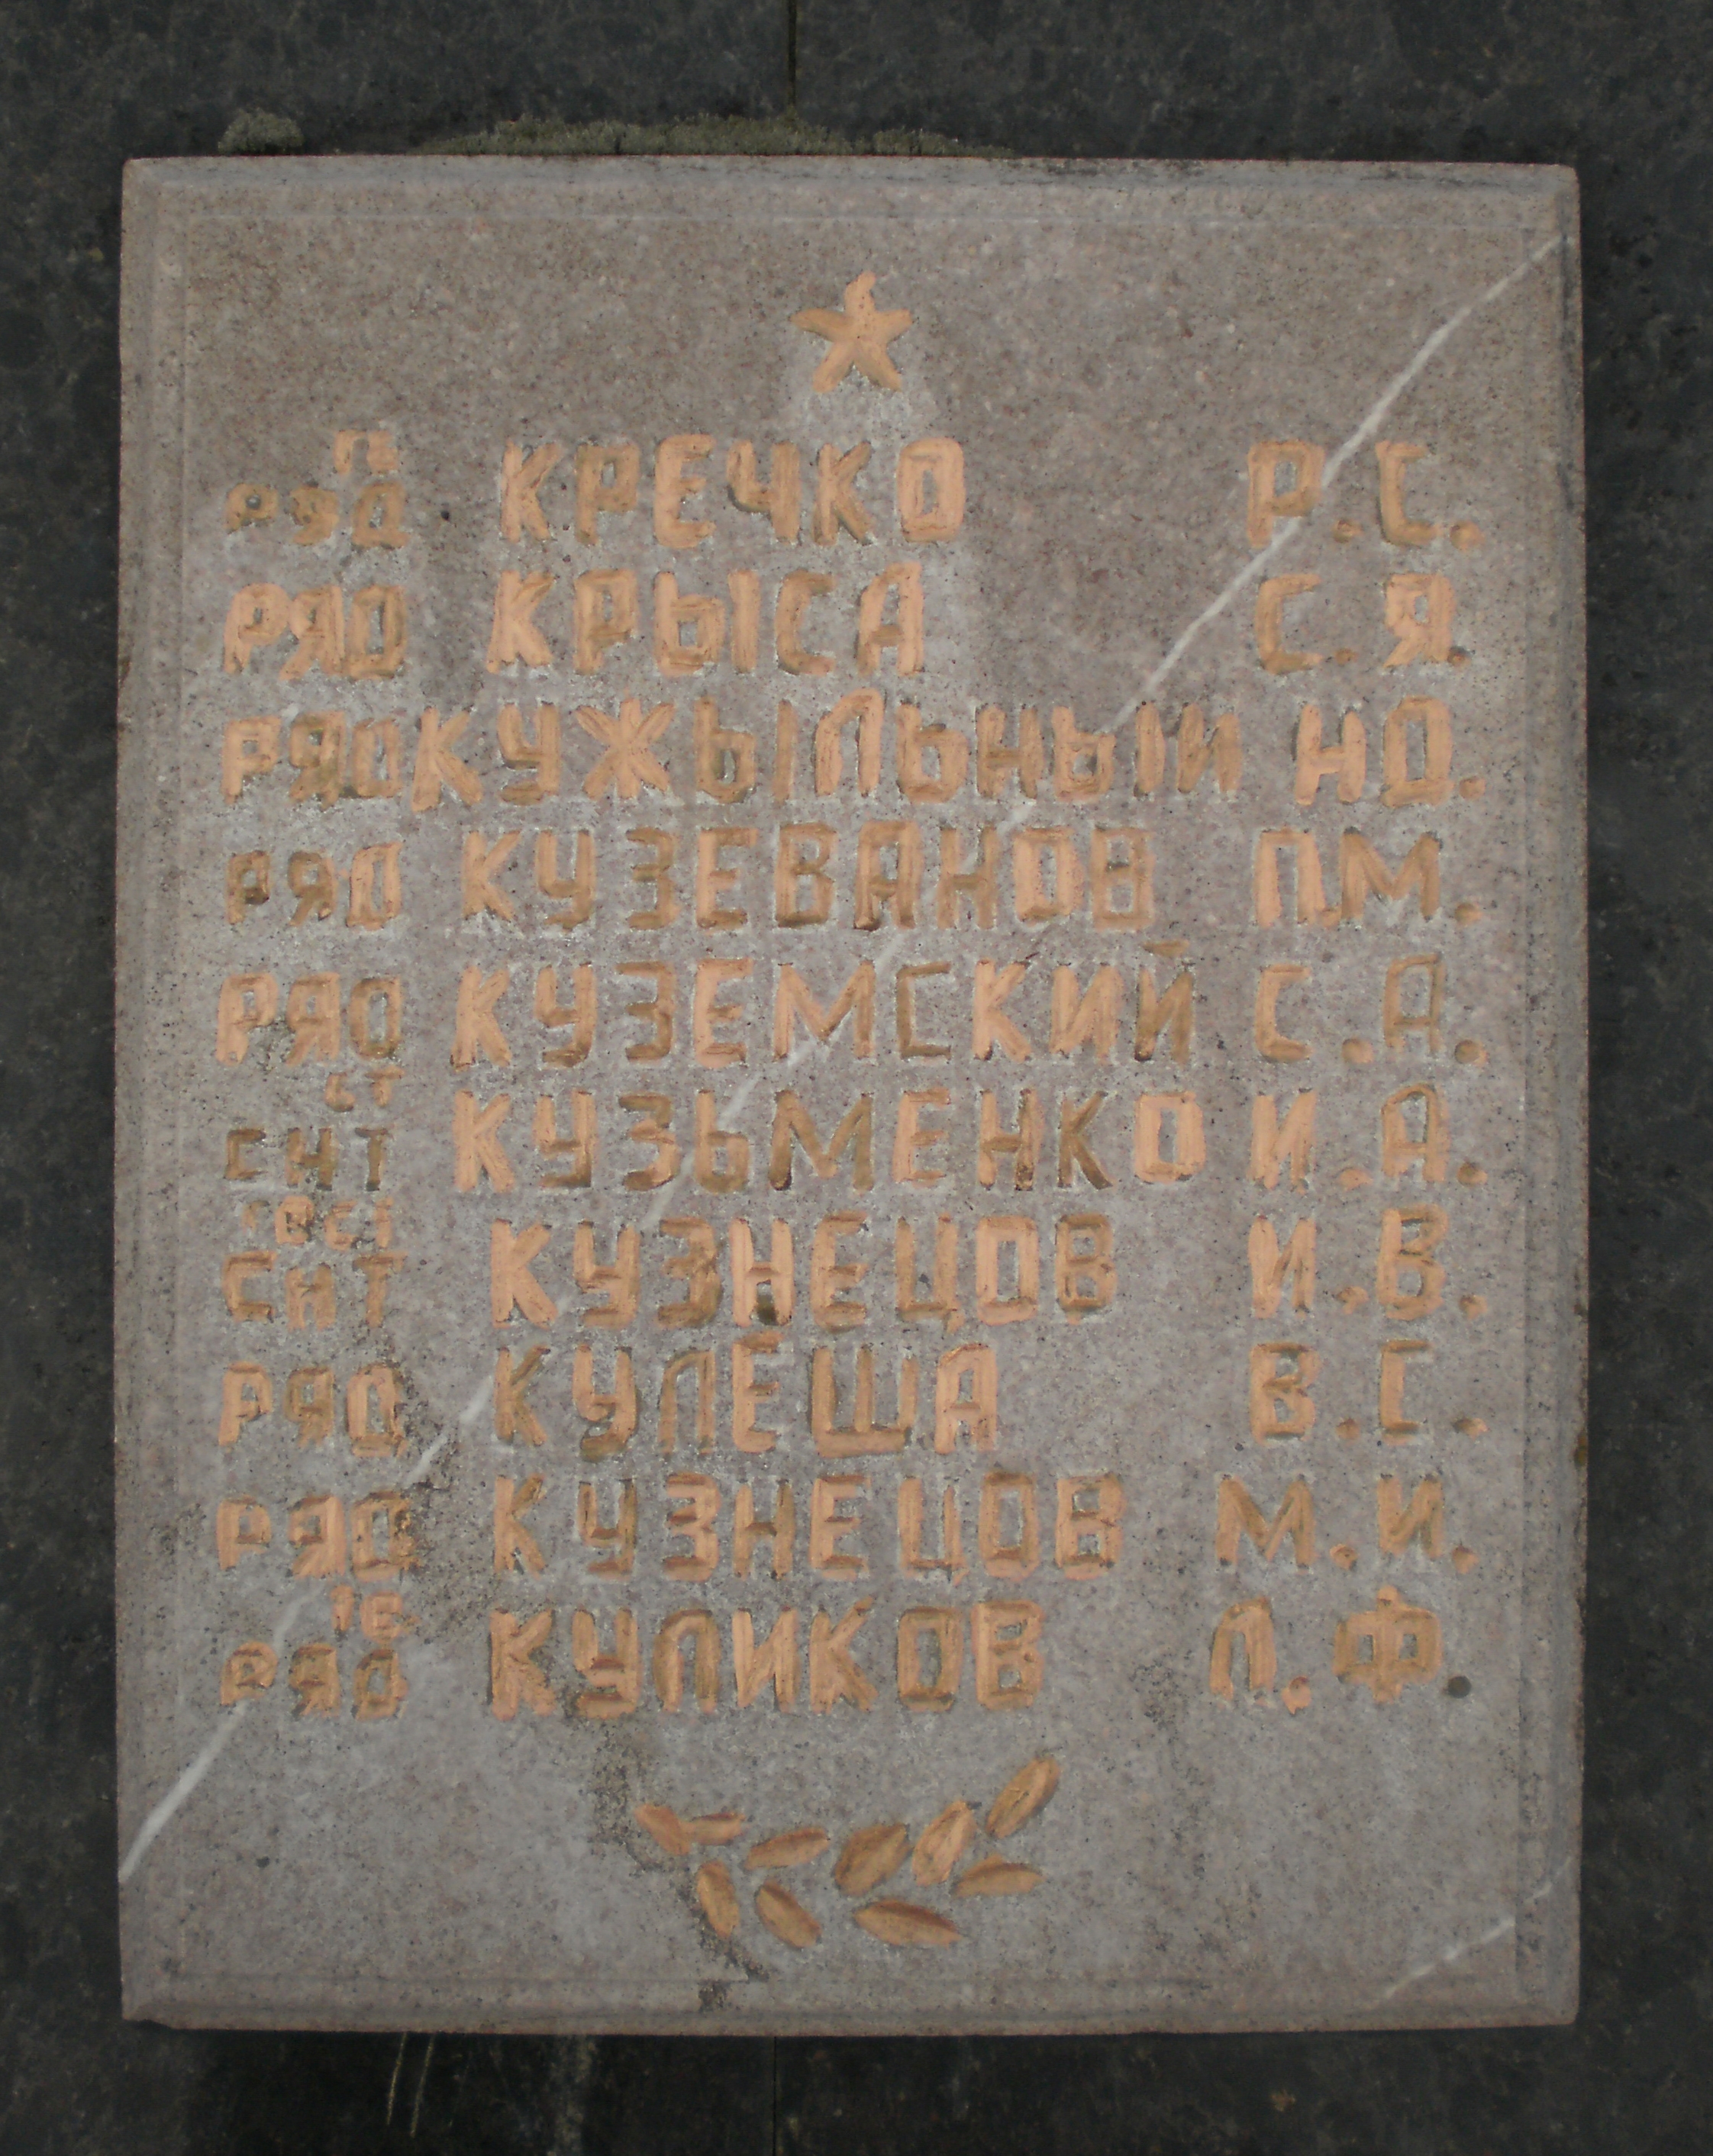 РЯД КРЕЧКО Р.С.
РЯД КРЫСА С.Я.
РЯД КУЖЫЛЬНЫЙ Н Д.
РЯД КУЗЕВАНОВ П.М.
РЯД КУЗЕМСКИЙ С.А.
СТ
СНТ КУЗЬМЕНКО И.А.
СНТ КУЗНЕЦОВ И.В.
РЯД КУЛЕША В.С.
РЯД КУЗНЕЦОВ М.И.
РЯД КУЛИКОВ Л.Ф.